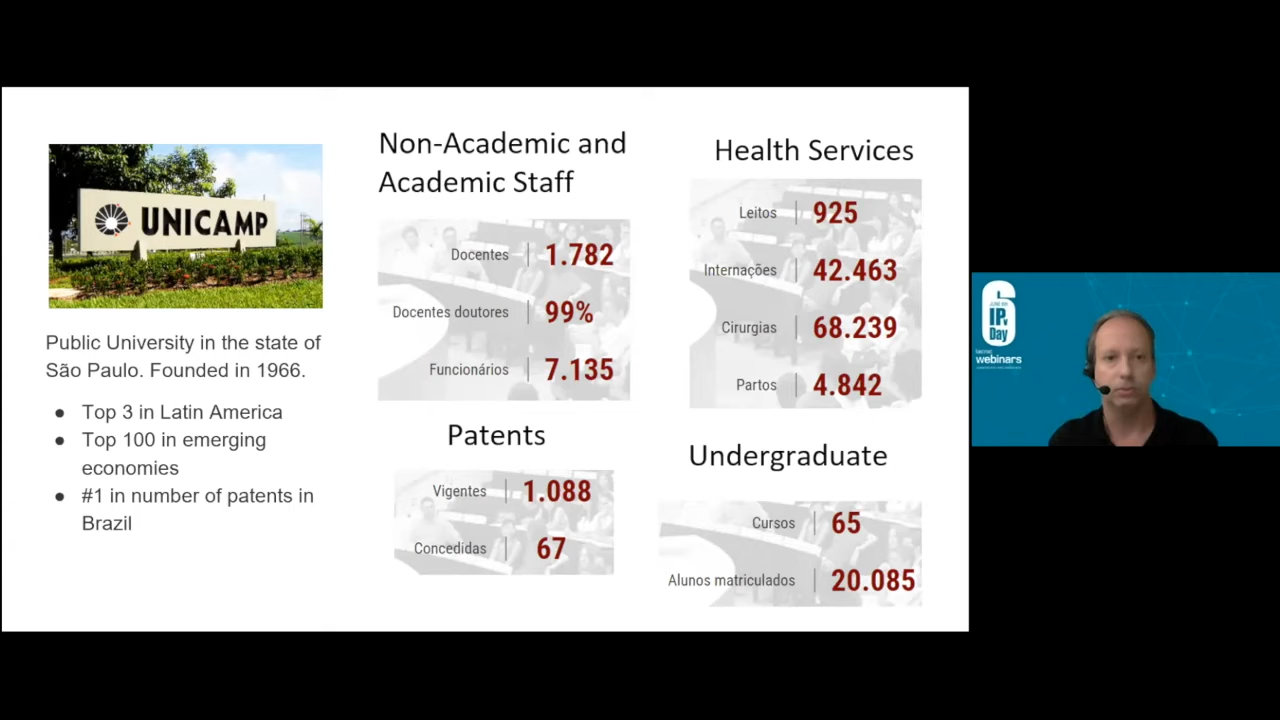 UNICAMP
Public University in the state of
São Paulo. Founded in 1966.
● Top 3 in Latin America
● Top 100 in emerging
economies
● #1 in number of patents in
Brazil
Non-Academic and
Academic Staff
Docentes 1.782
Docentes doutores 99%
Funcionários 7.135
Patents
Vigentes 1.088
Concedidas 67
Health Services
Leitos 925
Internações 42.463
Cirurgias 68.239
Partos 4.842
Undergraduate
Cursos 65
Alunos matriculados 20.085
6
IPv
Day
webinars